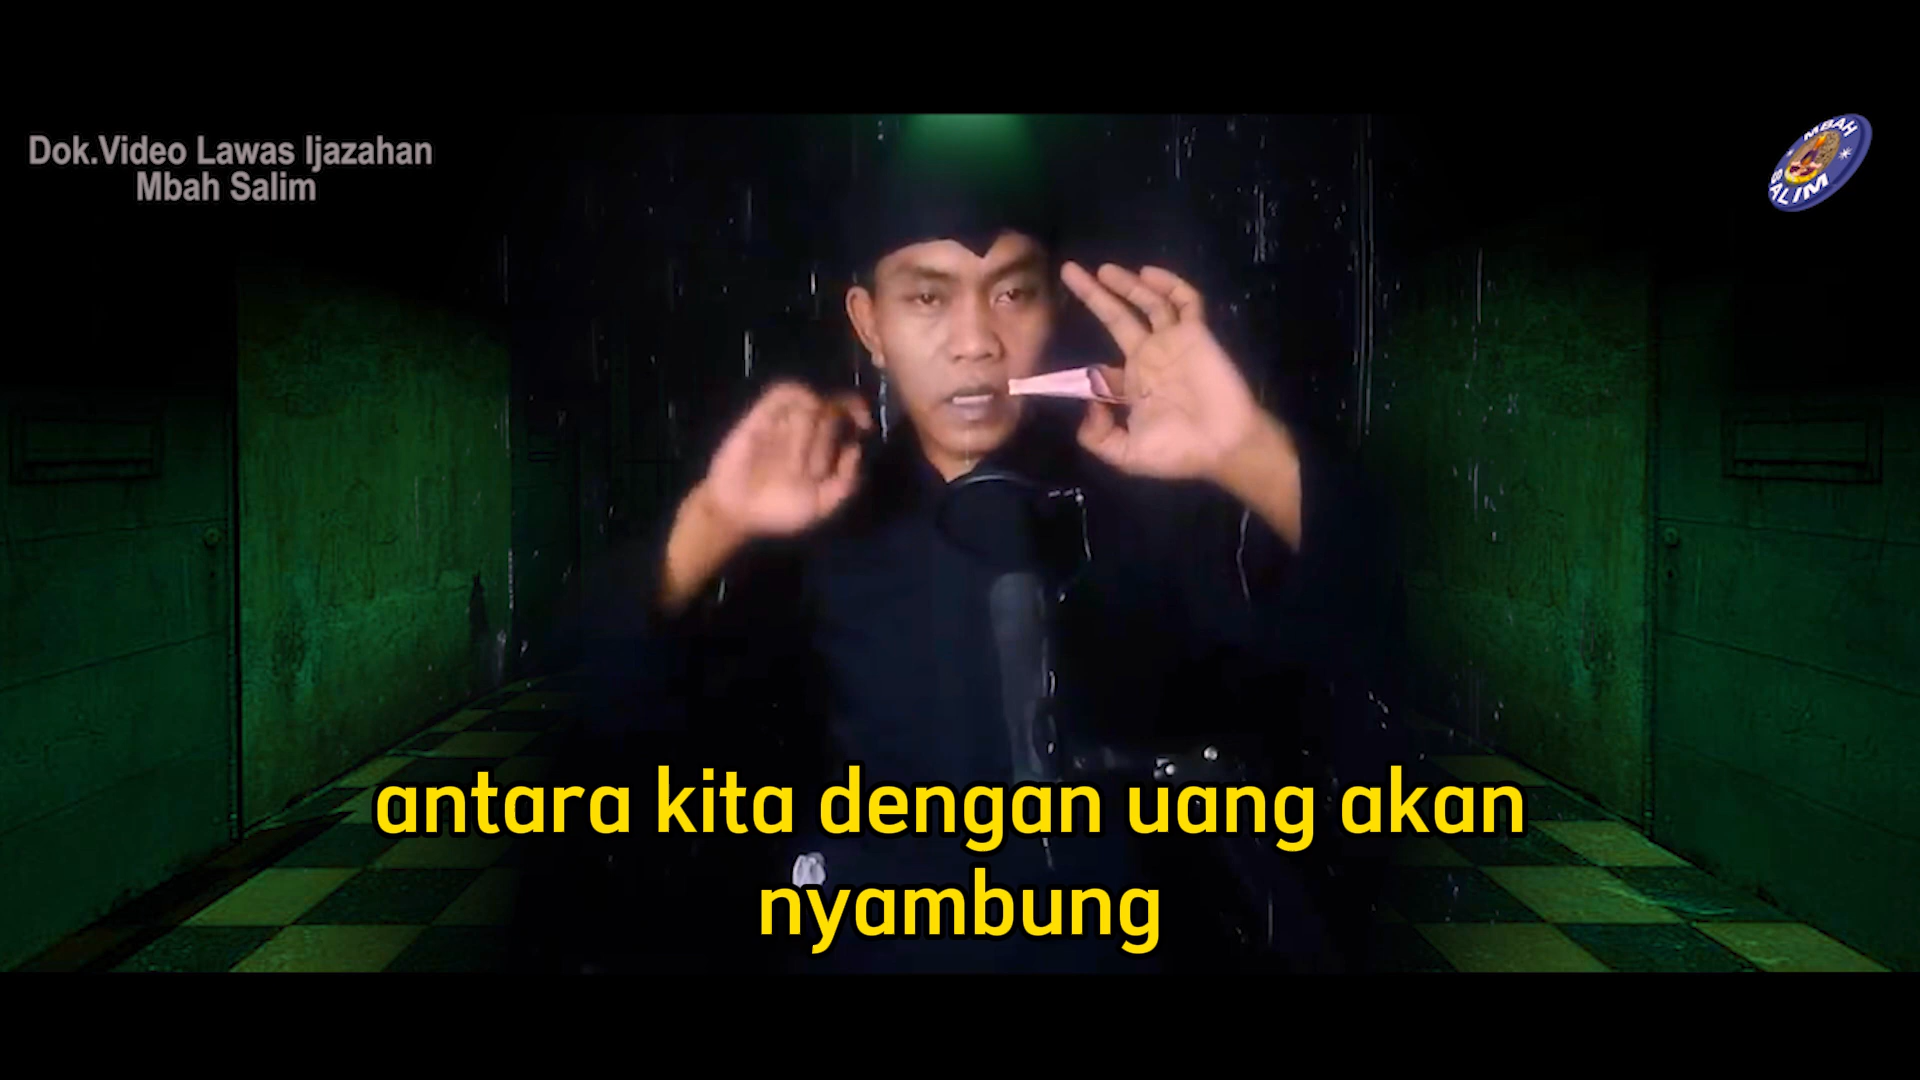 Dok.Video Lawas Ijazahan
Mbah Salim
MBAH
SALIM
antara kita dengan uang akan
nyambung